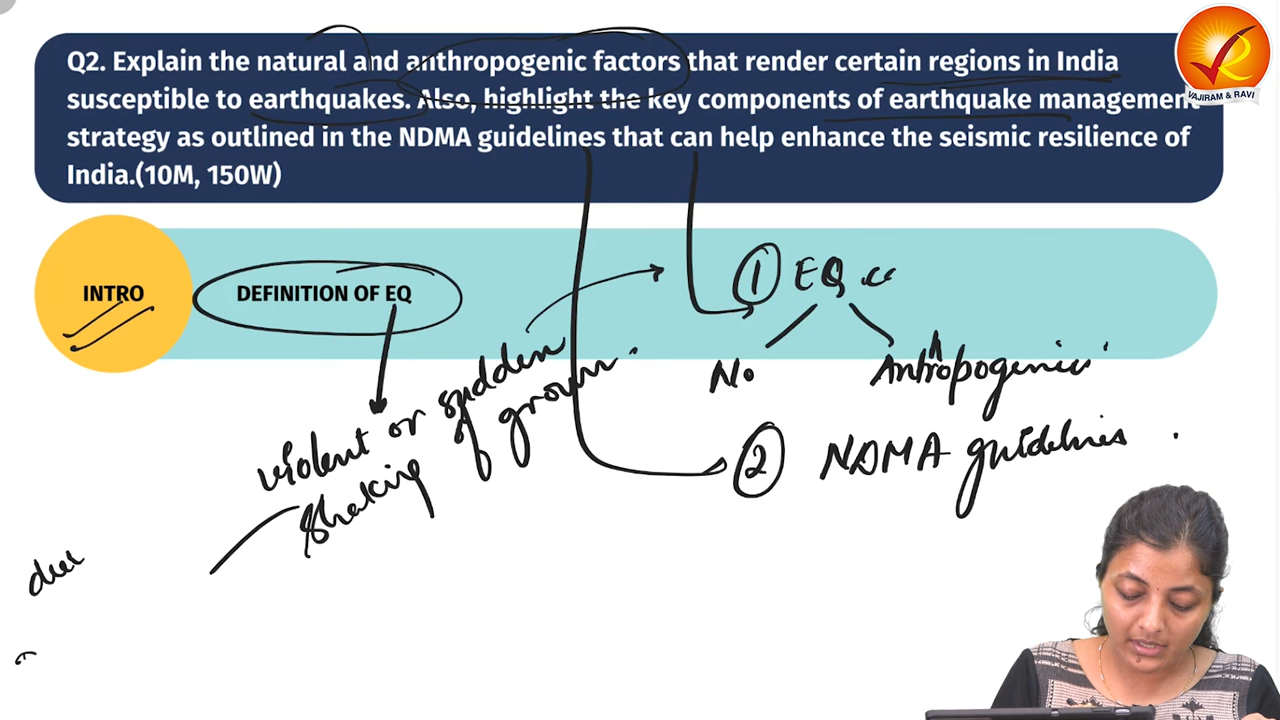 Q2. Explain the natural and anthropogenic factors that render certain regions in India
susceptible to earthquakes. Also, highlight the key components of earthquake management
strategy as outlined in the NDMA guidelines that can help enhance the seismic resilience of
India.(10M, 150W)
VAJIRAM & RAVI
INTRO
DEFINITION OF EQ
violent or sudden
shaking of groun
1 EQ
No
Antropogenic
2 NDMA guidelines
due